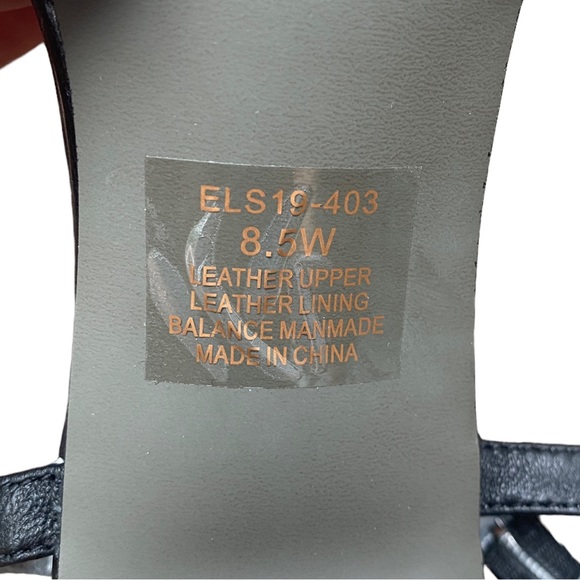 ELS19-403
8.5W
LEATHER UPPER
LEATHER LINING
BALANCE MANMADE
MADE IN CHINA